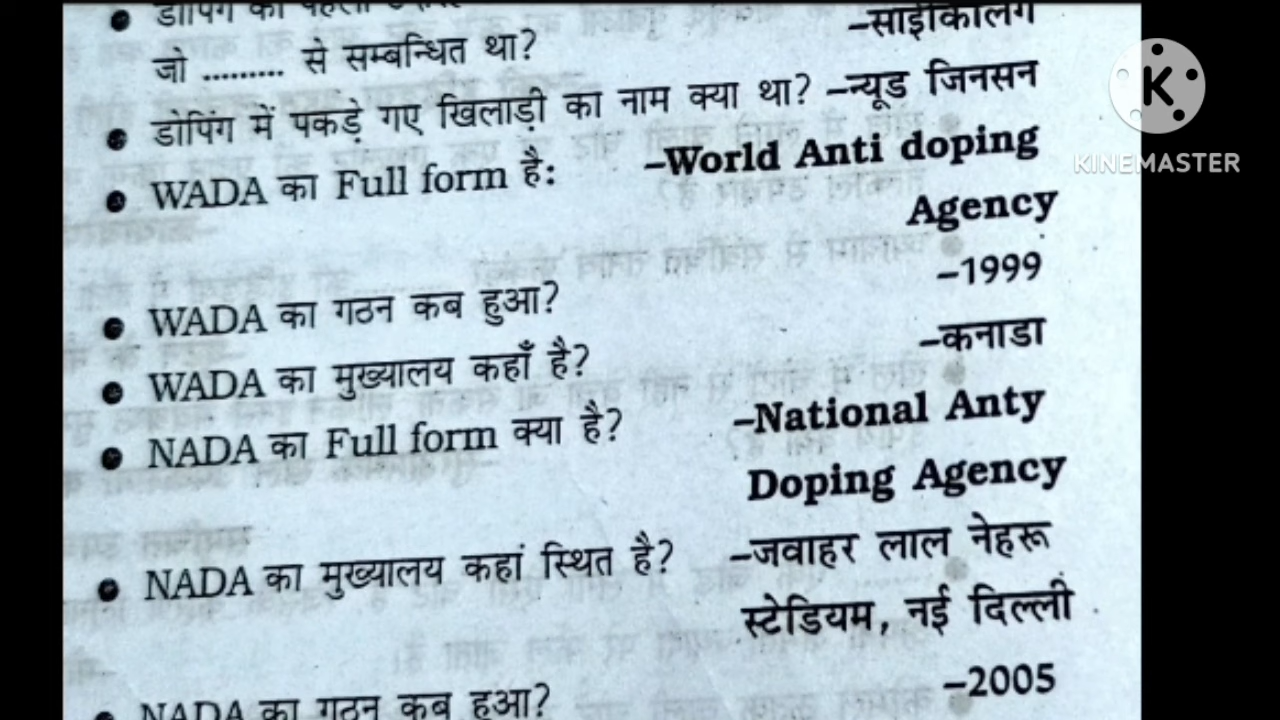 डोपिंग का पहला
–साईकिलिंग
जो ......... से सम्बन्धित था?
डोपिंग में पकड़े गए खिलाड़ी का नाम क्या था? –न्यूड जिनसन
WADA का Full form है: –World Anti doping
Agency
WADA का गठन कब हुआ? –1999
WADA का मुख्यालय कहाँ है? –कनाडा
NADA का Full form क्या है? –National Anty
Doping Agency
NADA का मुख्यालय कहां स्थित है? –जवाहर लाल नेहरू
स्टेडियम, नई दिल्ली
NADA का गठन कब हुआ? –2005
K
KINEMASTER